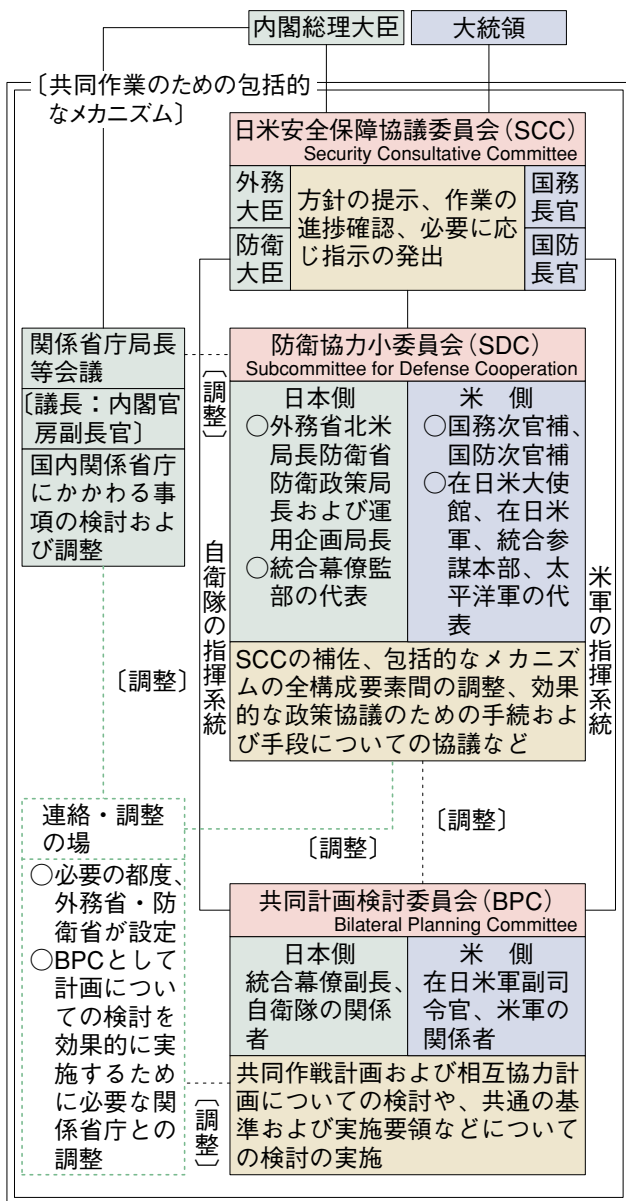 内閣総理大臣
大統領
〔共同作業のための包括的
なメカニズム〕
日米安全保障協議委員会(SCC)
Security Consultative Committee
外務
大臣
防衛
大臣
方針の提示、作業の
進捗確認、必要に応
じ指示の発出
国務
長官
国防
長官
関係省庁局長
等会議
〔議長:内閣官
房副長官〕
国内関係省庁
にかかわる事
項の検討およ
び調整
〔調整〕
防衛協力小委員会(SDC)
Subcommittee for Defense Cooperation
日本側
○外務省北米
局長防衛省
防衛政策局
長および運
用企画局長
○統合幕僚監
部の代表
米 側
○国務次官補、
国防次官補
○在日米大使
館、在日米
軍、統合参
謀本部、太
平洋軍の代
表
SCCの補佐、包括的なメカニズ
ムの全構成要素間の調整、効果
的な政策協議のための手続およ
び手段についての協議など
自衛隊の指揮系統
米軍の指揮系統
〔調整〕
〔調整〕
〔調整〕
連絡・調整
の場
○必要の都度、
外務省・防
衛省が設定
○BPCとして
計画につい
ての検討を
効果的に実
施するため
に必要な関
係省庁との
調整
〔調整〕
共同計画検討委員会(BPC)
Bilateral Planning Committee
日本側
統合幕僚副長、
自衛隊の関係
者
米 側
在日米軍副司
令官、米軍の
関係者
共同作戦計画および相互協力計
画についての検討や、共通の基
準および実施要領などについて
の検討の実施